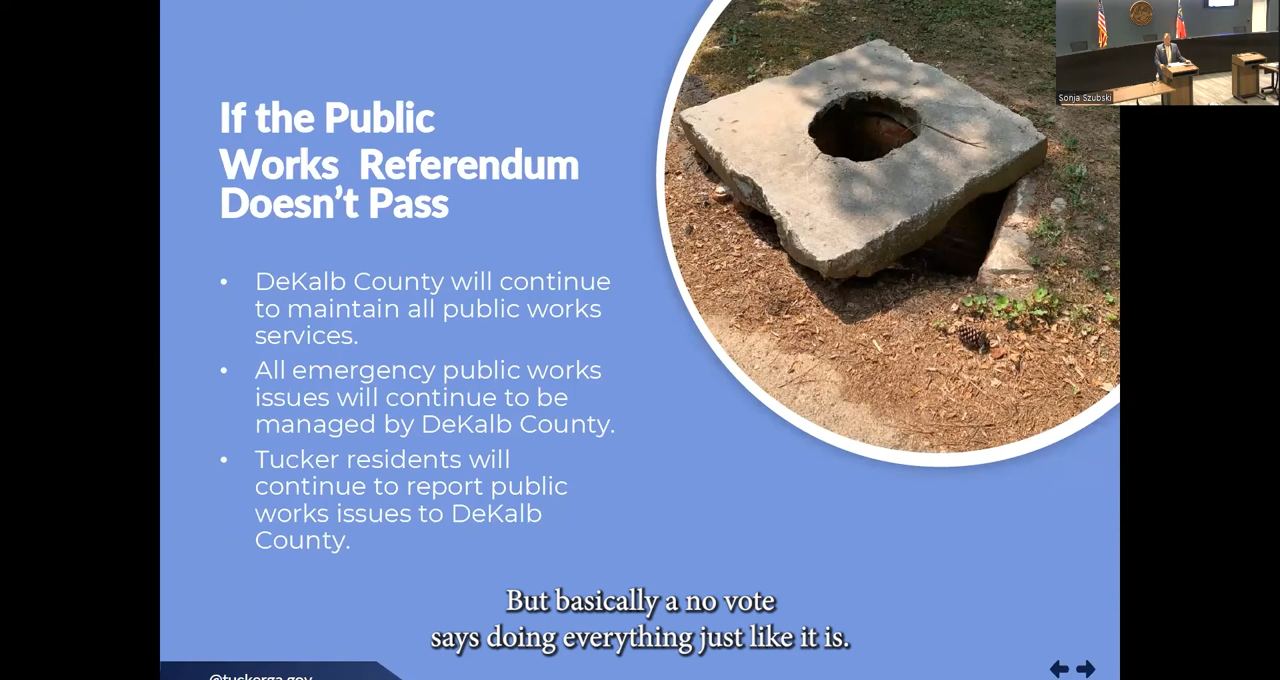 Sonja Szubski
If the Public
Works Referendum
Doesn't Pass
• DeKalb County will continue
to maintain all public works
services.
• All emergency public works
issues will continue to be
managed by DeKalb County.
• Tucker residents will
continue to report public
works issues to DeKalb
County.
But basically a no vote
says doing everything just like it is.
@tuckerga.gov